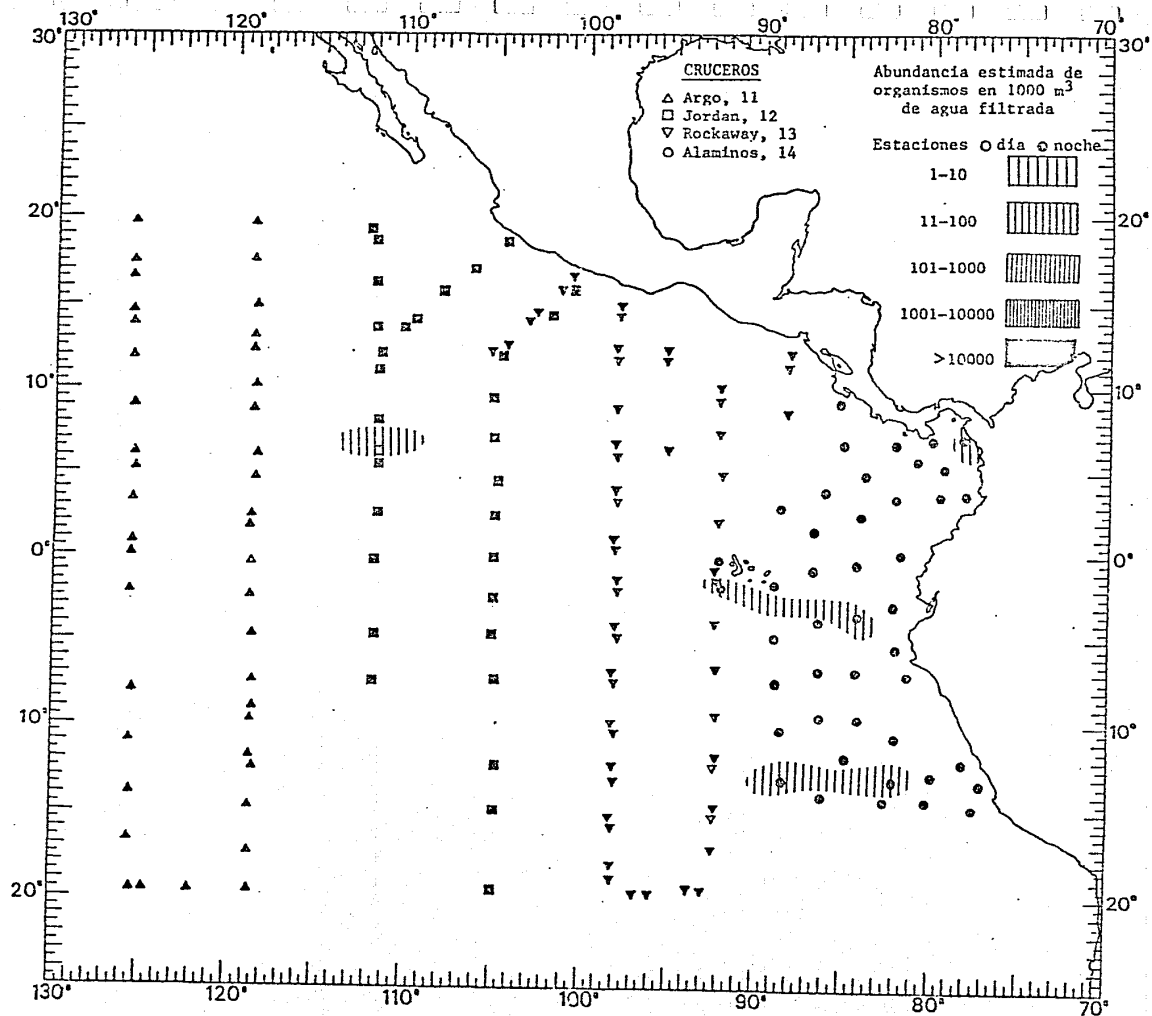 130° 120° 110° 100° 90° 80° 70°
30° 30°
CRUCEROS
△ Argo, 11
□ Jordan, 12
▽ Rockaway, 13
○ Alaminos, 14
Abundancia estimada de
organismos en 1000 m³
de agua filtrada
Estaciones ○ día noche
1-10
11-100
101-1000
1001-10000
>10000
20° 20°
10° 10°
0° 0°
10° 10°
20° 20°
130° 120° 110° 100° 90° 80° 70°